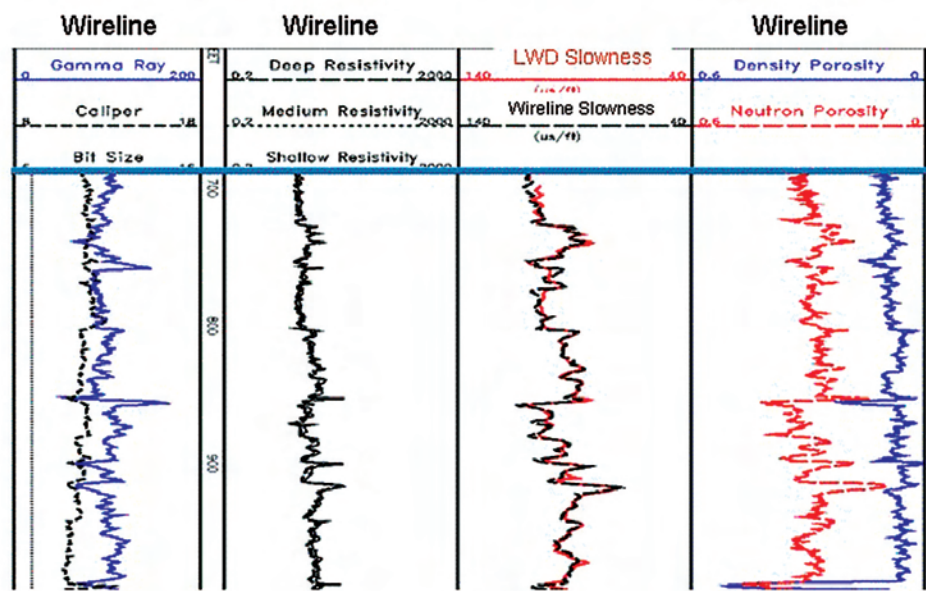 Wireline
Wireline
Wireline
Gamma Ray
0 200
Caliper
Bit Size
700
800
900
Deep Resistivity
0.2 2000
Medium Resistivity
0.2 2000
Shallow Resistivity
LWD Slowness
140 40
(us/ft)
Wireline Slowness
140 40
(us/ft)
Density Porosity
0.6 0
Neutron Porosity
0.6 0